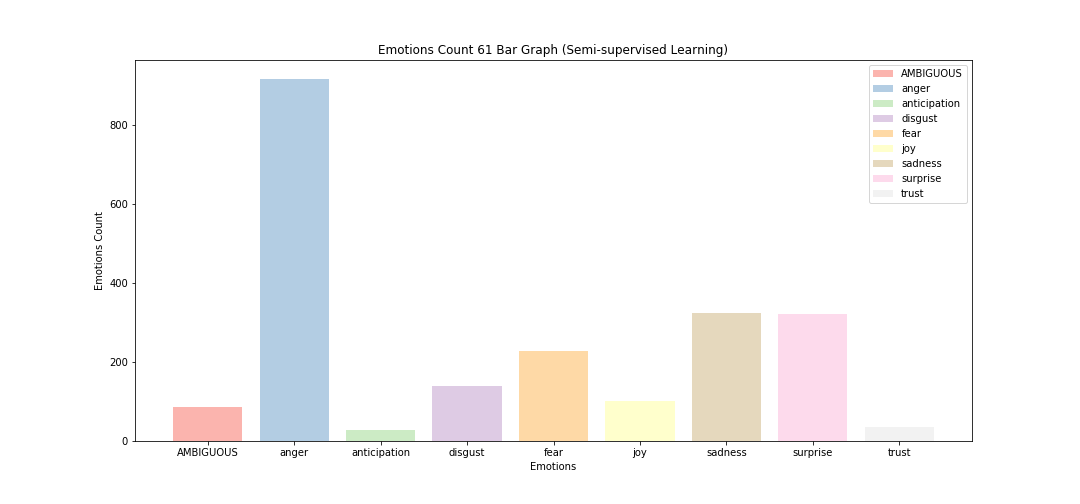 Emotions Count 61 Bar Graph (Semi-supervised Learning)
AMBIGUOUS
anger
anticipation
disgust
fear
joy
sadness
surprise
trust
800
600
400
200
0
Emotions Count
AMBIGUOUS anger anticipation disgust fear joy sadness surprise trust
Emotions